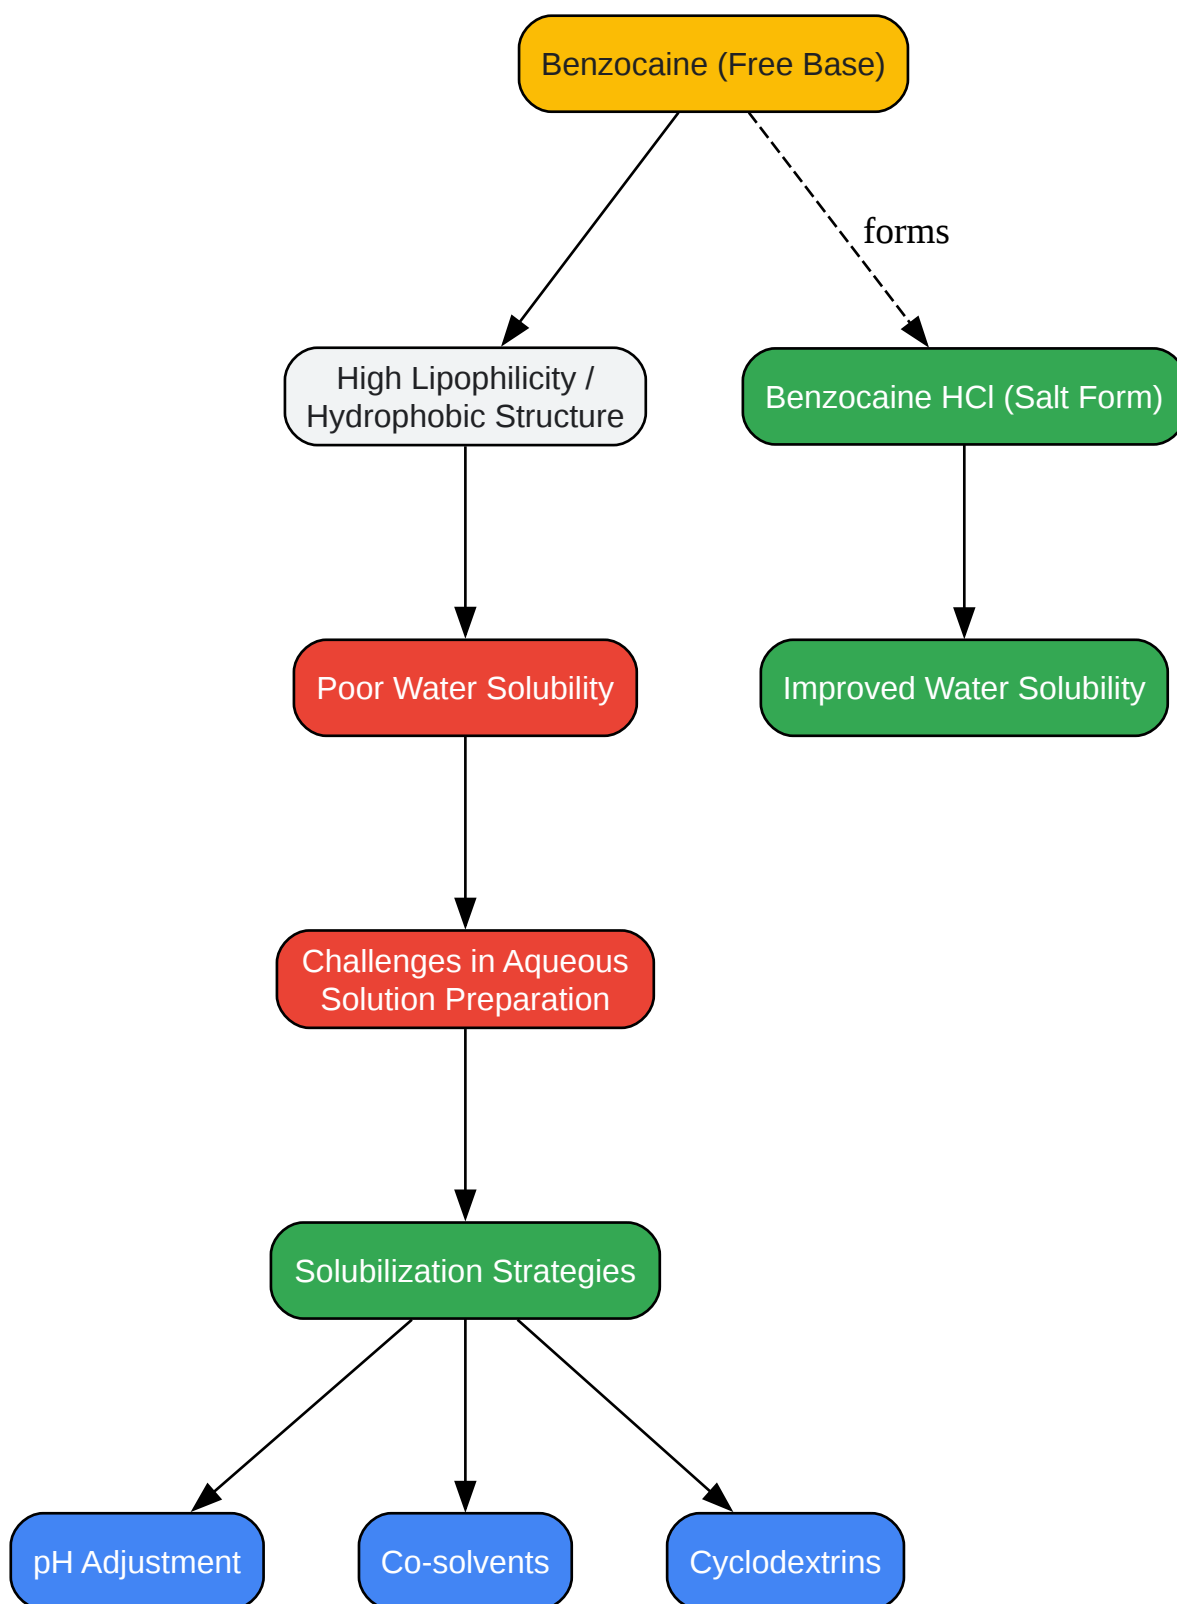 Benzocaine (Free Base)
forms
High Lipophilicity /
Hydrophobic Structure
Benzocaine HCl (Salt Form)
Poor Water Solubility
Improved Water Solubility
Challenges in Aqueous
Solution Preparation
Solubilization Strategies
pH Adjustment
Co-solvents
Cyclodextrins